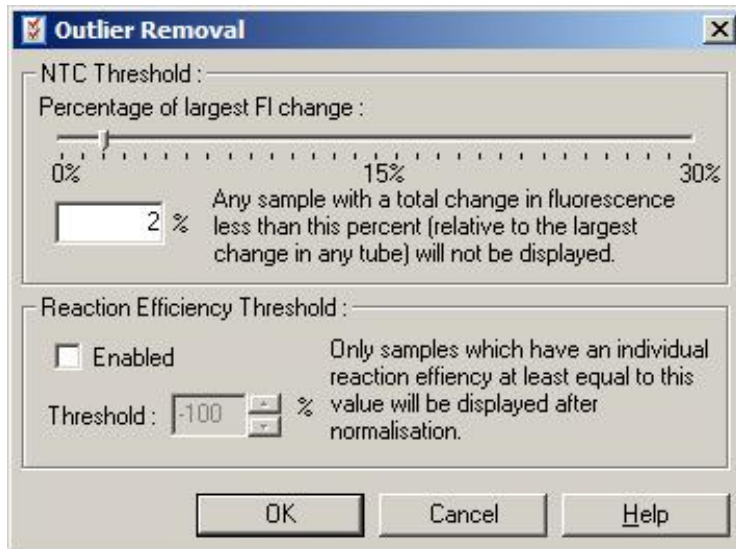 Outlier Removal
NTC Threshold :
Percentage of largest Fl change :
0% 15% 30%
2 %
Any sample with a total change in fluorescence
less than this percent (relative to the largest
change in any tube) will not be displayed.
Reaction Efficiency Threshold :
Enabled
Threshold : -100 %
Only samples which have an individual
reaction effiency at least equal to this
value will be displayed after
normalisation.
OK Cancel Help